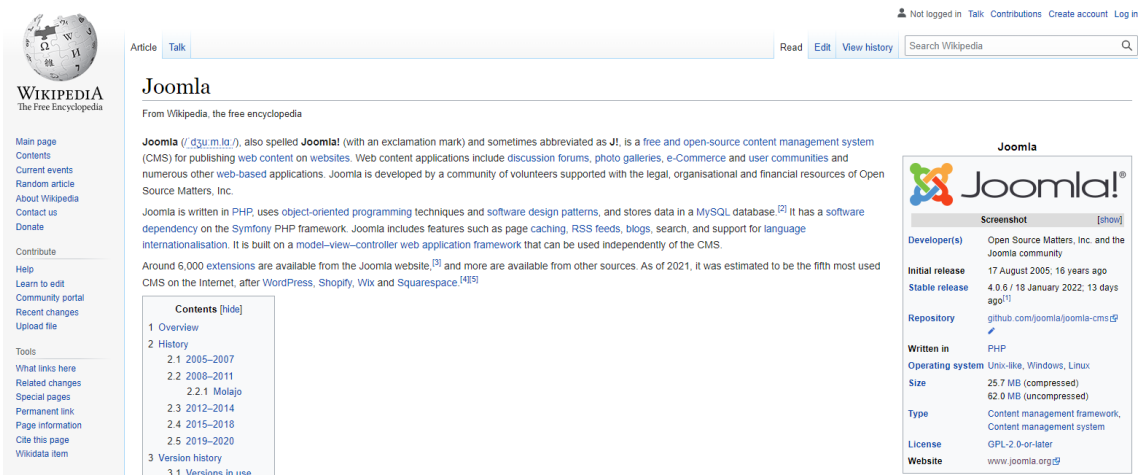 Not logged in Talk Contributions Create account Log in
Article Talk
Read Edit View history Search Wikipedia
WIKIPEDIA
The Free Encyclopedia
Main page
Contents
Current events
Random article
About Wikipedia
Contact us
Donate
Contribute
Help
Learn to edit
Community portal
Recent changes
Upload file
Tools
What links here
Related changes
Special pages
Permanent link
Page information
Cite this page
Wikidata item
Joomla
From Wikipedia, the free encyclopedia
Joomla (/ˈdʒuːm.lɑː/), also spelled Joomla! (with an exclamation mark) and sometimes abbreviated as J!, is a free and open-source content management system
(CMS) for publishing web content on websites. Web content applications include discussion forums, photo galleries, e-Commerce and user communities and
numerous other web-based applications. Joomla is developed by a community of volunteers supported with the legal, organisational and financial resources of Open
Source Matters, Inc.
Joomla is written in PHP, uses object-oriented programming techniques and software design patterns, and stores data in a MySQL database.[2] It has a software
dependency on the Symfony PHP framework. Joomla includes features such as page caching, RSS feeds, blogs, search, and support for language
internationalisation. It is built on a model–view–controller web application framework that can be used independently of the CMS.
Around 6,000 extensions are available from the Joomla website,[3] and more are available from other sources. As of 2021, it was estimated to be the fifth most used
CMS on the Internet, after WordPress, Shopify, Wix and Squarespace.[4][5]
Contents [hide]
1 Overview
2 History
2.1 2005–2007
2.2 2008–2011
2.2.1 Molajo
2.3 2012–2014
2.4 2015–2018
2.5 2019–2020
3 Version history
3.1 Versions in use
Joomla
Joomla!®
Screenshot [show]
Developer(s) Open Source Matters, Inc. and the
Joomla community
Initial release 17 August 2005; 16 years ago
Stable release 4.0.6 / 18 January 2022; 13 days
ago[1]
Repository github.com/joomla/joomla-cms
Written in PHP
Operating system Unix-like, Windows, Linux
Size 25.7 MB (compressed)
62.0 MB (uncompressed)
Type Content management framework,
Content management system
License GPL-2.0-or-later
Website www.joomla.org